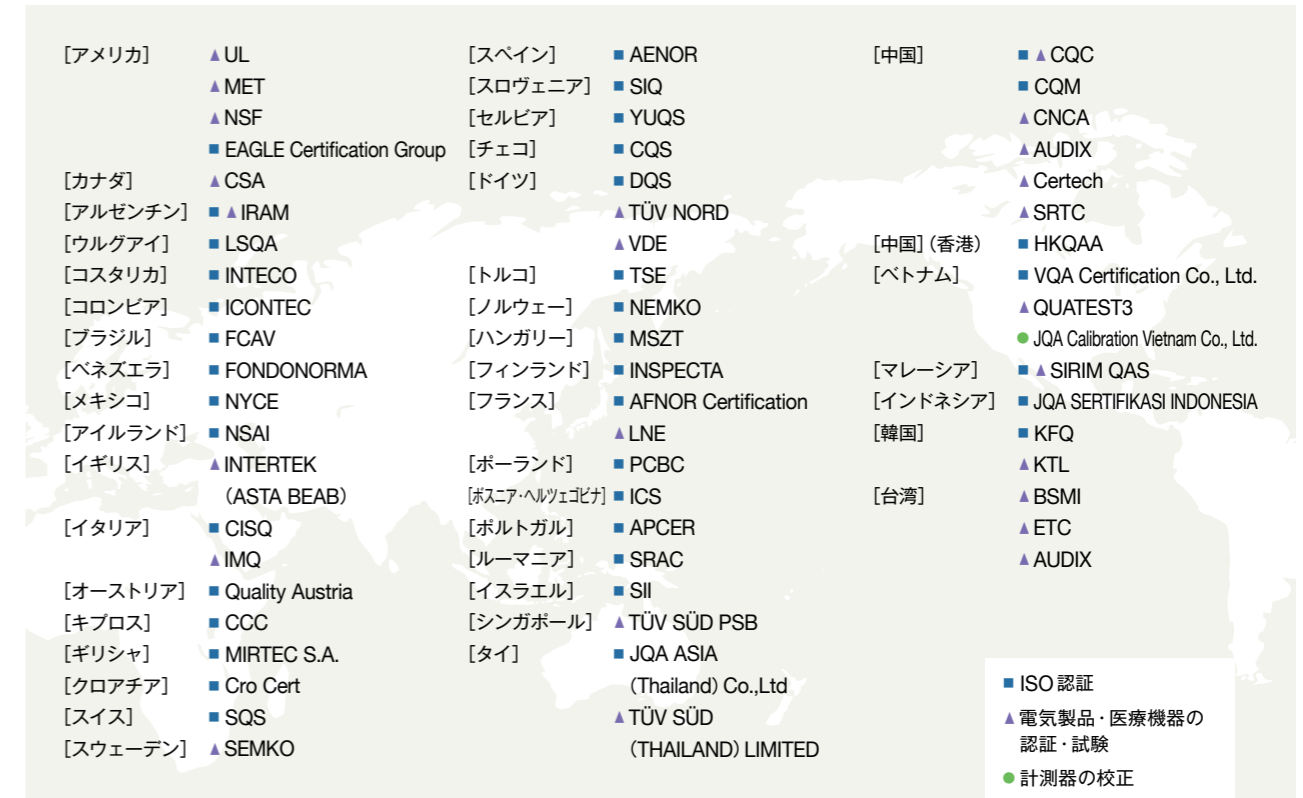 [アメリカ] ▲UL
▲MET
▲NSF
■ EAGLE Certification Group
[カナダ] ▲CSA
[アルゼンチン] ■ ▲IRAM
[ウルグアイ] ■ LSQA
[コスタリカ] ■ INTECO
[コロンビア] ■ ICONTEC
[ブラジル] ■ FCAV
[ベネズエラ] ■ FONDONORMA
[メキシコ] ■ NYCE
[アイルランド] ■ NSAI
[イギリス] ▲INTERTEK
(ASTA BEAB)
[イタリア] ■ CISQ
▲IMQ
[オーストリア] ■ Quality Austria
[キプロス] ■ CCC
[ギリシャ] ■ MIRTEC S.A.
[クロアチア] ■ Cro Cert
[スイス] ■ SQS
[スウェーデン] ▲SEMKO
[スペイン] ■ AENOR
[スロヴェニア] ■ SIQ
[セルビア] ■ YUQS
[チェコ] ■ CQS
[ドイツ] ■ DQS
▲TÜV NORD
▲VDE
[トルコ] ■ TSE
[ノルウェー] ■ NEMKO
[ハンガリー] ■ MSZT
[フィンランド] ■ INSPECTA
[フランス] ■ AFNOR Certification
▲LNE
[ポーランド] ■ PCBC
[ボスニア・ヘルツェゴビナ] ■ ICS
[ポルトガル] ■ APCER
[ルーマニア] ■ SRAC
[イスラエル] ■ SII
[シンガポール] ▲TÜV SÜD PSB
[タイ] ■ JQA ASIA
(Thailand) Co.,Ltd
▲TÜV SÜD
(THAILAND) LIMITED
[中国] ■ ▲CQC
■ CQM
▲CNCA
▲AUDIX
▲Certech
▲SRTC
[中国](香港) ■ HKQAA
[ベトナム] ■ VQA Certification Co., Ltd.
▲QUATEST3
● JQA Calibration Vietnam Co., Ltd.
[マレーシア] ■ ▲SIRIM QAS
[インドネシア] ■ JQA SERTIFIKASI INDONESIA
[韓国] ■ KFQ
▲KTL
[台湾] ▲BSMI
▲ETC
▲AUDIX
■ ISO認証
▲電気製品・医療機器の
認証・試験
● 計測器の校正